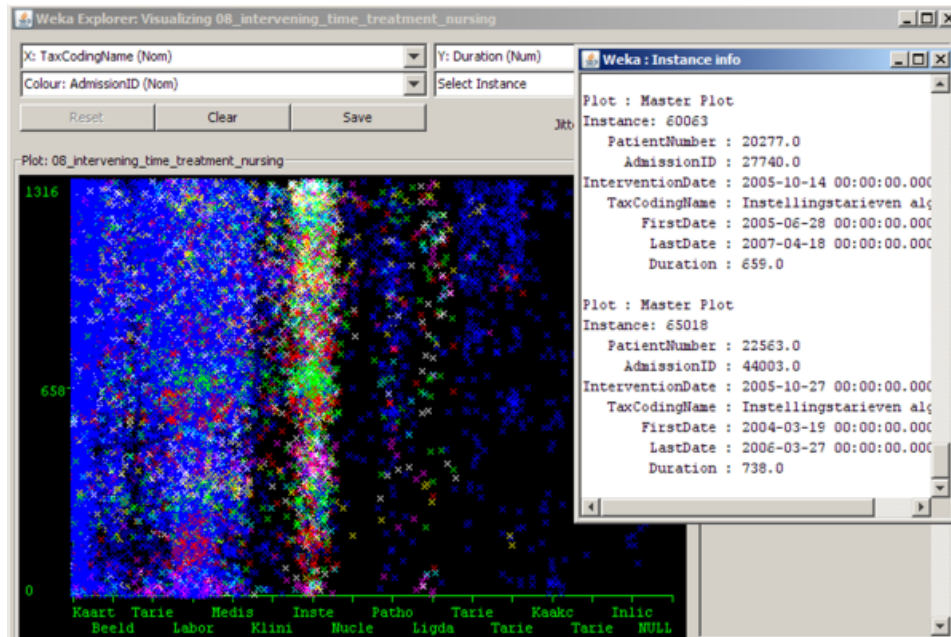 Weka Explorer: Visualizing 08_intervening_time_treatment_nursing
X: TaxCodingName (Nom)
Y: Duration (Num)
Colour: AdmissionID (Nom)
Select Instance
Reset
Clear
Save
Jitt
Plot: 08_intervening_time_treatment_nursing
1316
658
0
Kaart Tarie Medis Inste Patho Tarie Kaakc Inlic
Beeld Labor Klini Nucle Ligda Tarie Tarie NULL
Weka : Instance info
Plot : Master Plot
Instance: 60063
PatientNumber : 20277.0
AdmissionID : 27740.0
InterventionDate : 2005-10-14 00:00:00.000
TaxCodingName : Instellingstarieven alg
FirstDate : 2005-06-28 00:00:00.000
LastDate : 2007-04-18 00:00:00.000
Duration : 659.0
Plot : Master Plot
Instance: 65018
PatientNumber : 22563.0
AdmissionID : 44003.0
InterventionDate : 2005-10-27 00:00:00.000
TaxCodingName : Instellingstarieven alg
FirstDate : 2004-03-19 00:00:00.000
LastDate : 2006-03-27 00:00:00.000
Duration : 738.0